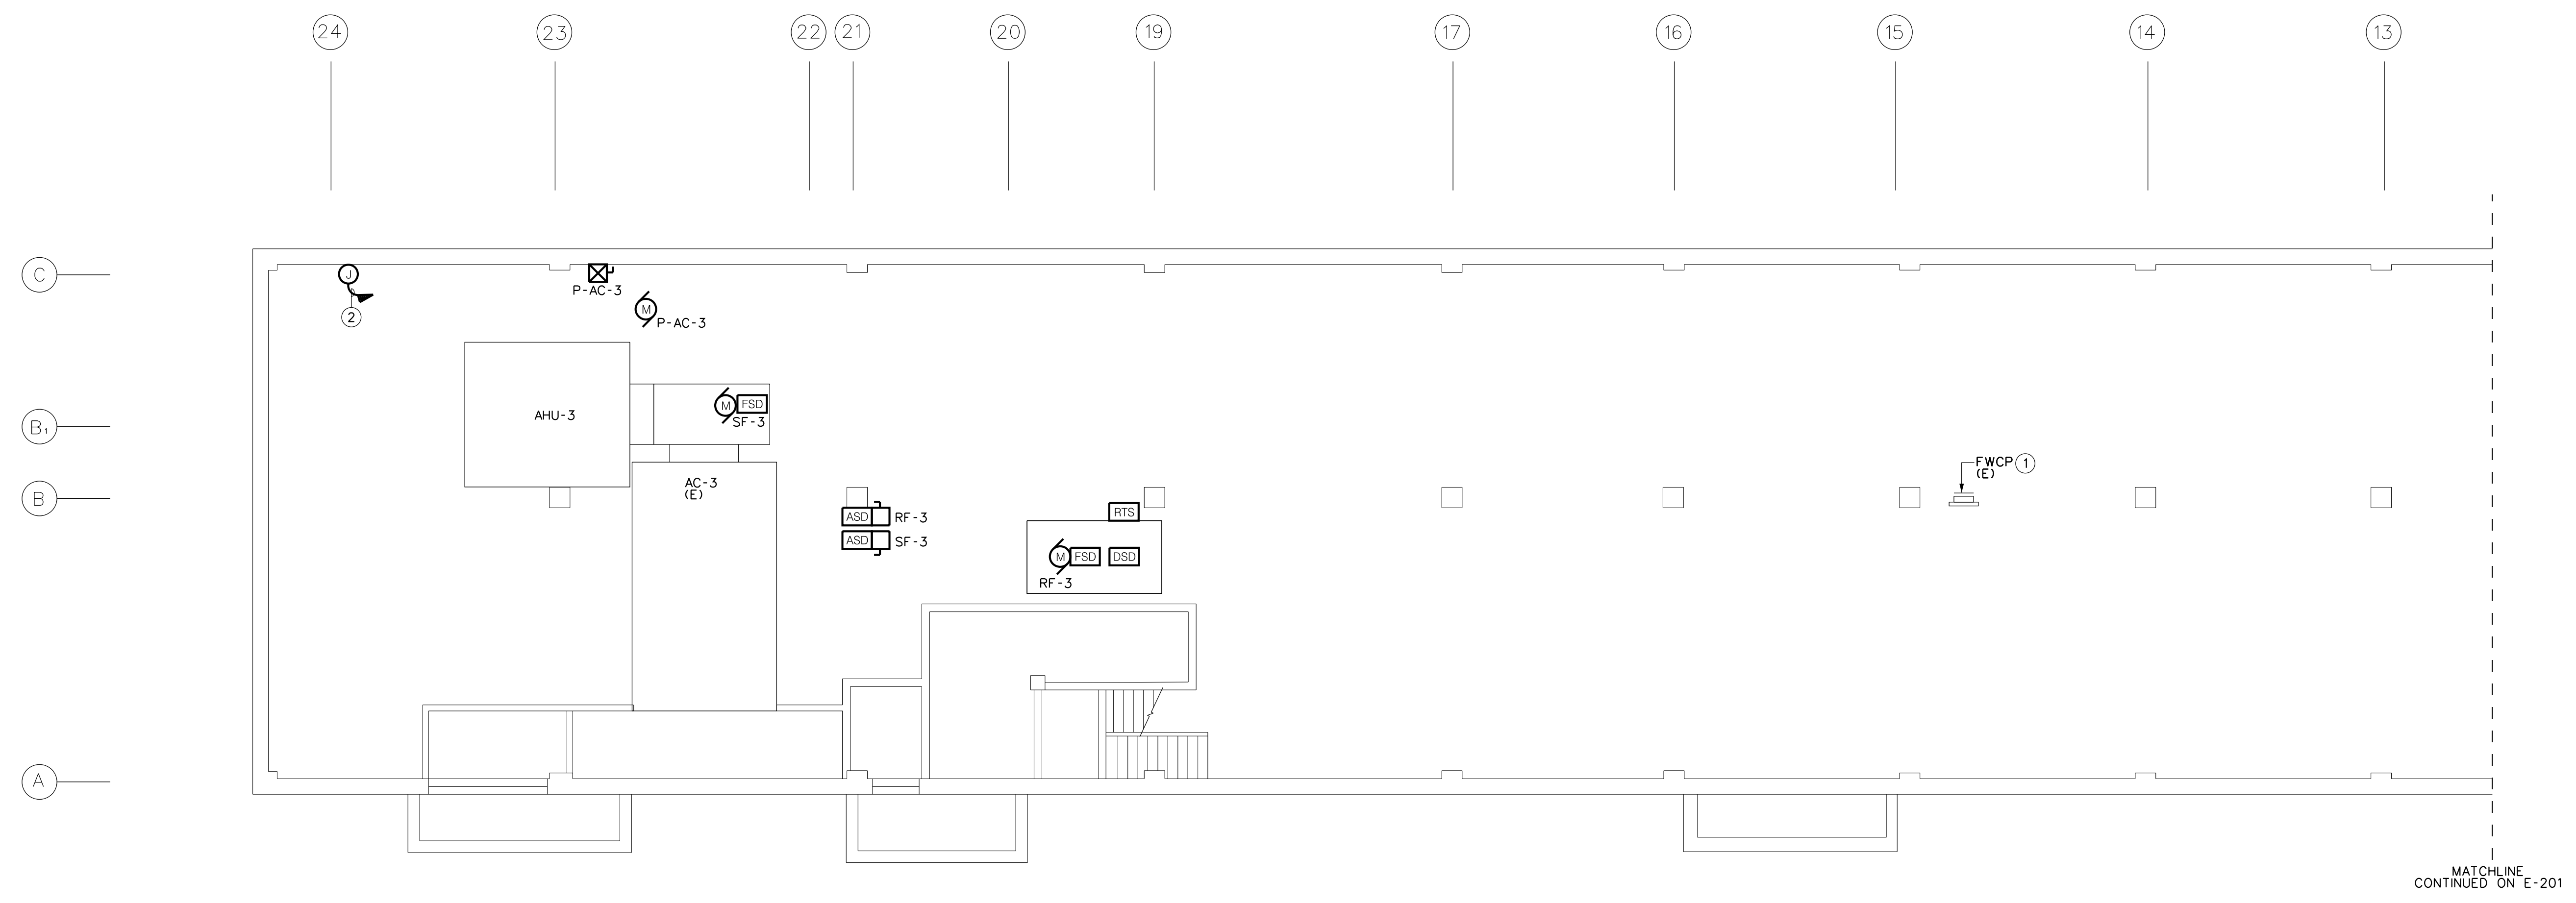 24 23 22 21 20 19 17 16 15 14 13
C
J
P-AC-3
2
M
P-AC-3
AHU-3
M FSD
SF-3
B₁
FWCP 1
(E)
AC-3
(E)
B
RTS
ASD RF-3
ASD SF-3
M FSD DSD
RF-3
A
MATCHLINE
CONTINUED ON E-201